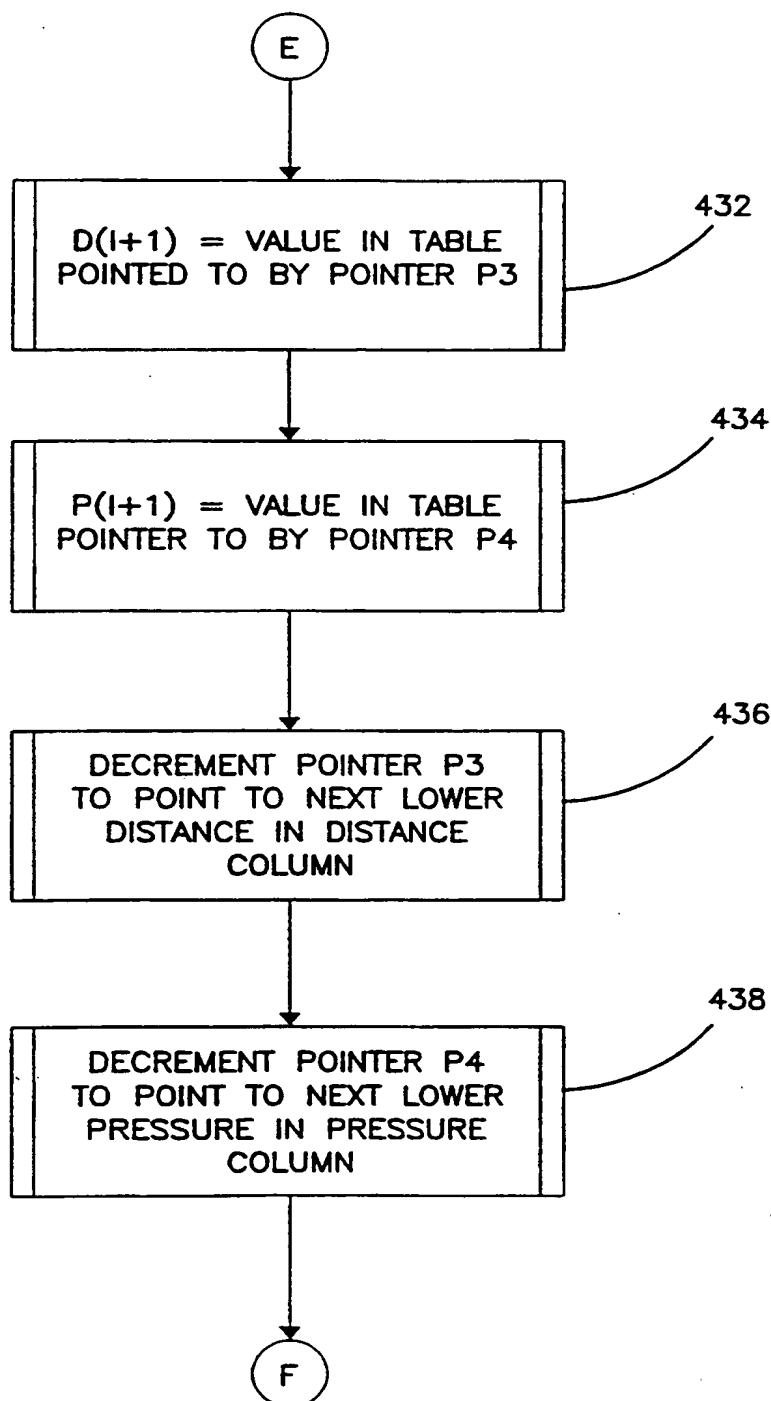 E
432
D(I+1) = VALUE IN TABLE
POINTED TO BY POINTER P3
434
P(I+1) = VALUE IN TABLE
POINTER TO BY POINTER P4
436
DECREMENT POINTER P3
TO POINT TO NEXT LOWER
DISTANCE IN DISTANCE
COLUMN
438
DECREMENT POINTER P4
TO POINT TO NEXT LOWER
PRESSURE IN PRESSURE
COLUMN
F